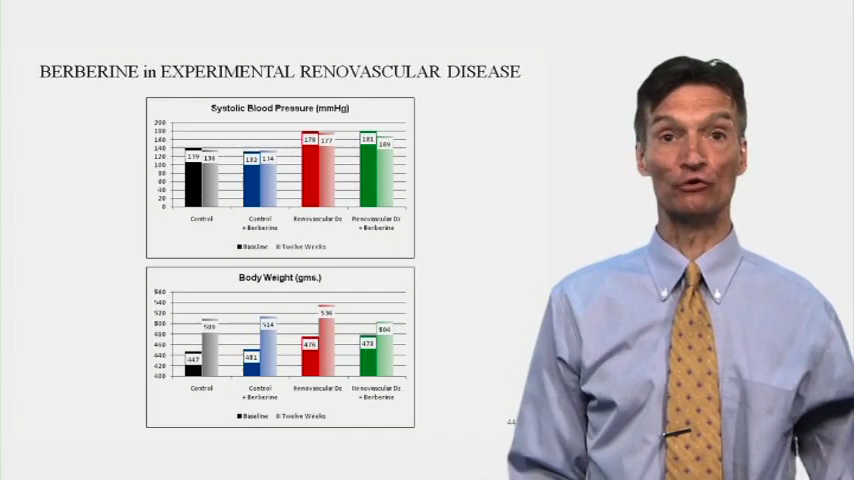 BERBERINE in EXPERIMENTAL RENOVASCULAR DISEASE
Systolic Blood Pressure (mmHg)
200
180
160
140
120
100
80
60
40
20
0
139 136 132 134 179 177 181 169
Control Control Renovascular Dz Renovascular Dz
+ Berberine + Berberine
Baseline Twelve Weeks
Body Weight (gms.)
560
540
520
500
480
460
440
420
400
447 509 451 514 476 536 478 504
Control Control Renovascular Dz Renovascular Dz
+ Berberine + Berberine
Baseline Twelve Weeks
44